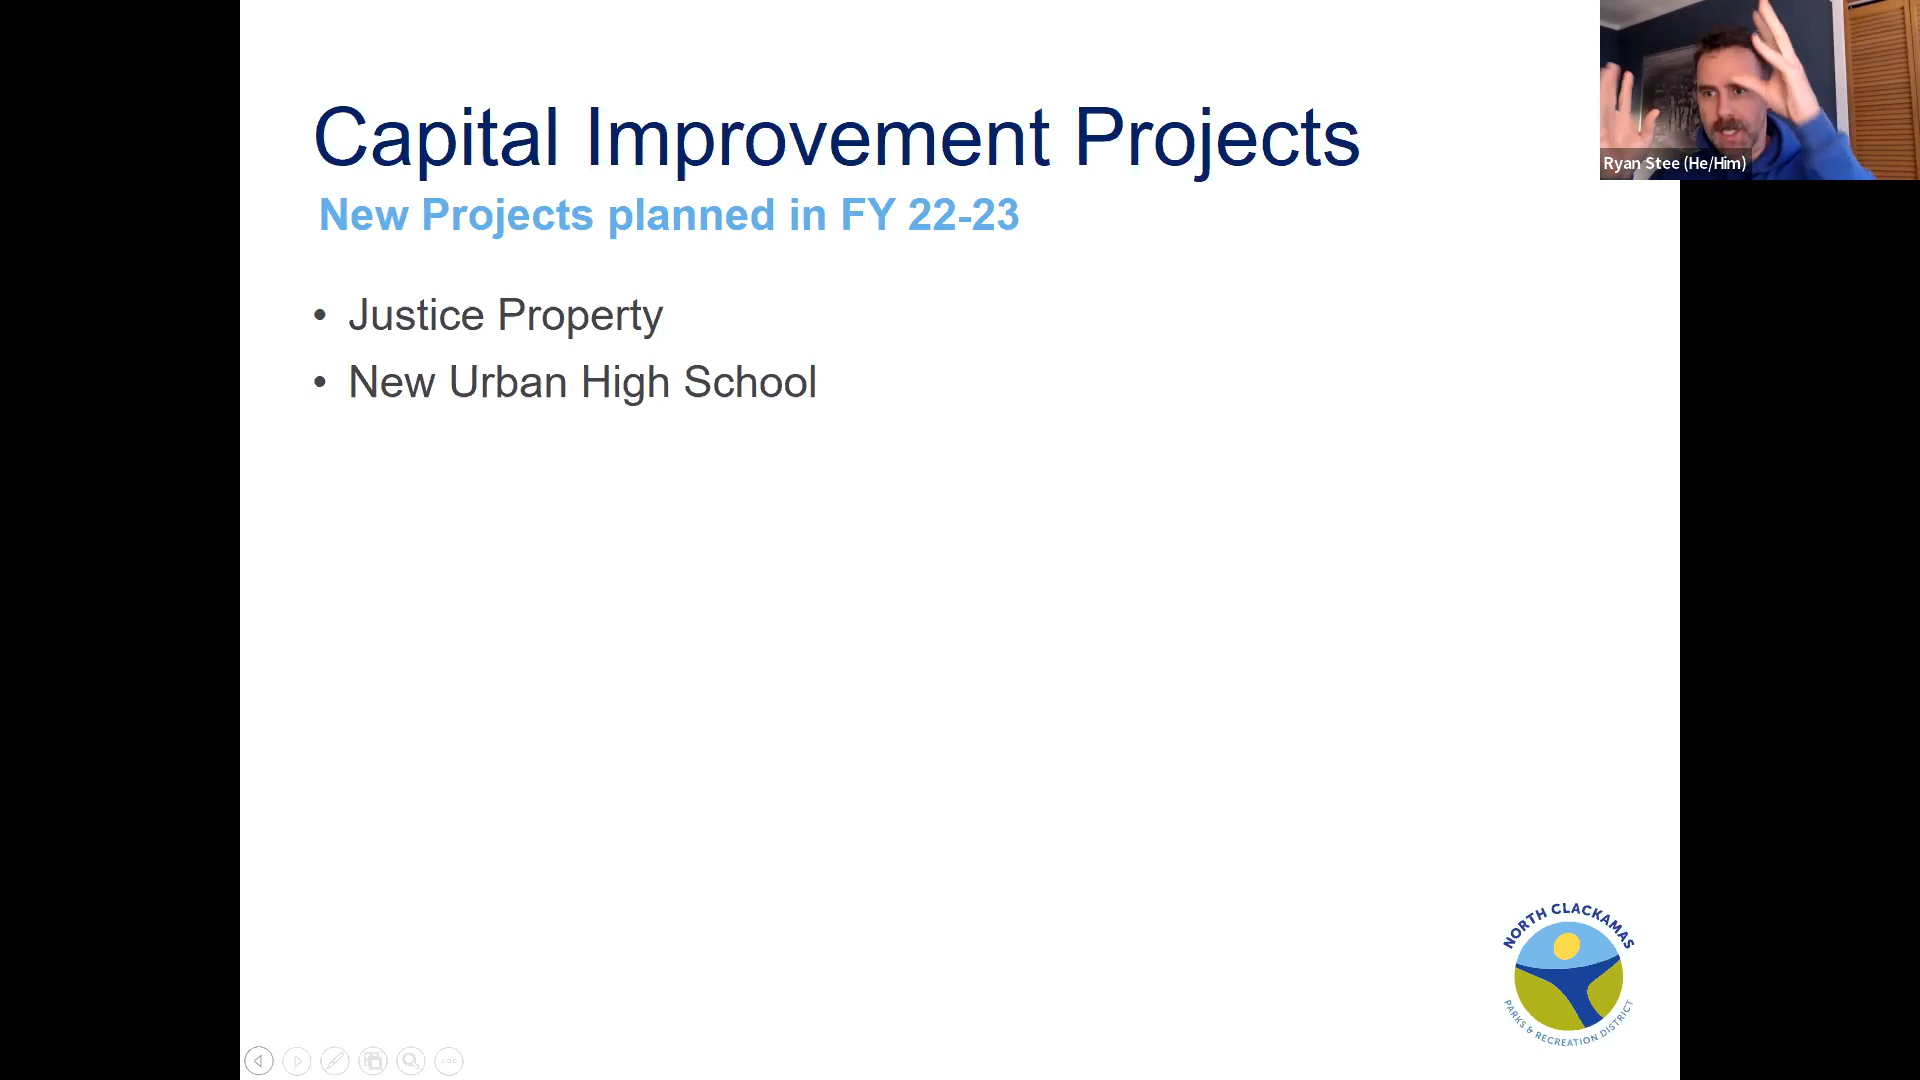 Capital Improvement Projects
New Projects planned in FY 22-23
• Justice Property
• New Urban High School
Ryan Stee (He/Him)
NORTH CLACKAMAS
PARKS & RECREATION DISTRICT